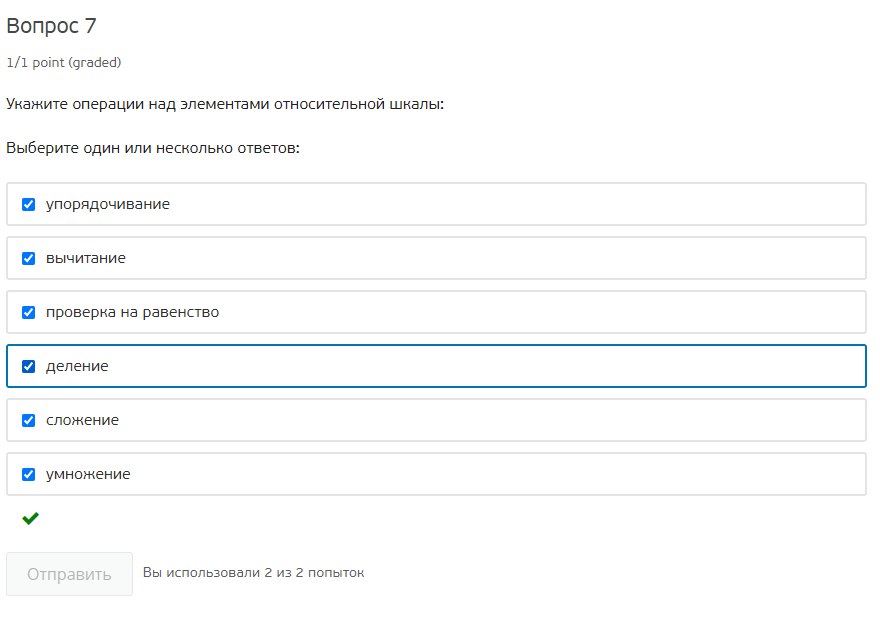 Вопрос 7
1/1 point (graded)
Укажите операции над элементами относительной шкалы:
Выберите один или несколько ответов:
упорядочивание
вычитание
проверка на равенство
деление
сложение
умножение
Отправить
Вы использовали 2 из 2 попыток